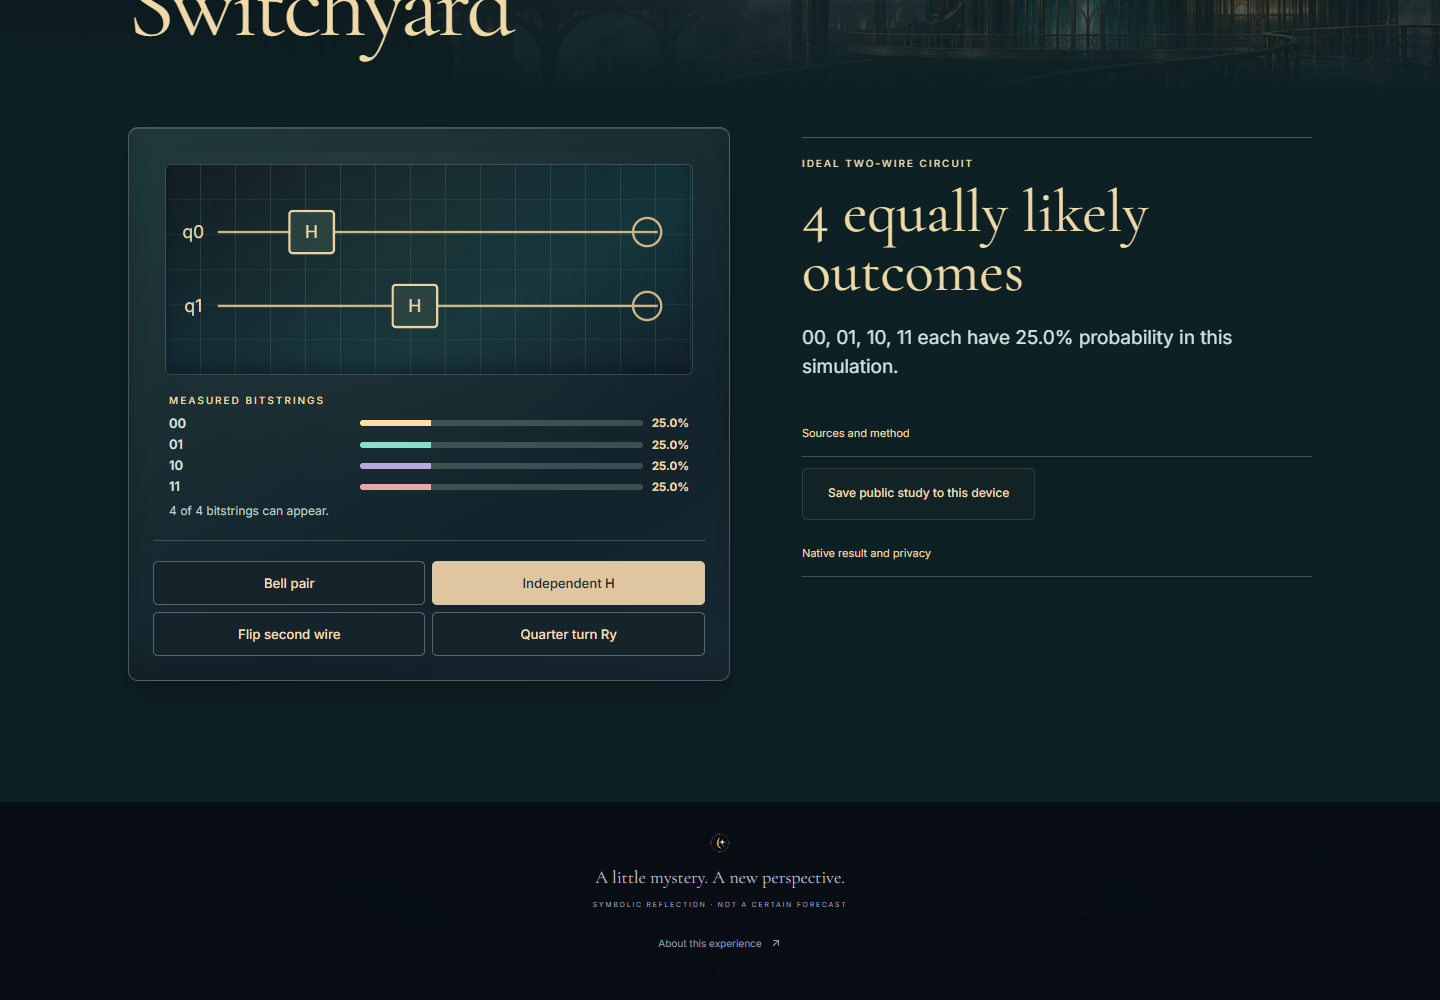 Switchyard
q0
H
q1
H
MEASURED BITSTRINGS
00 25.0%
01 25.0%
10 25.0%
11 25.0%
4 of 4 bitstrings can appear.
Bell pair
Independent H
Flip second wire
Quarter turn Ry
IDEAL TWO-WIRE CIRCUIT
4 equally likely
outcomes
00, 01, 10, 11 each have 25.0% probability in this
simulation.
Sources and method
Save public study to this device
Native result and privacy
A little mystery. A new perspective.
SYMBOLIC REFLECTION · NOT A CERTAIN FORECAST
About this experience